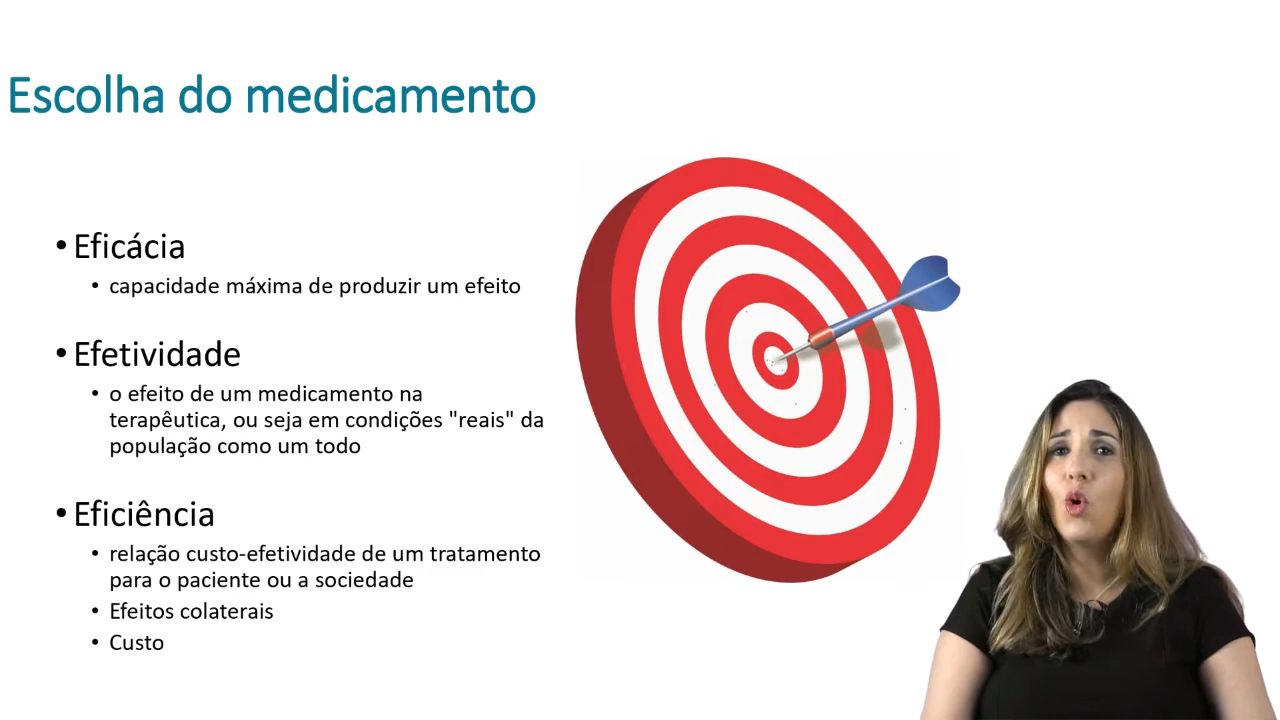 Escolha do medicamento
• Eficácia
• capacidade máxima de produzir um efeito
• Efetividade
• o efeito de um medicamento na
terapêutica, ou seja em condições "reais" da
população como um todo
• Eficiência
• relação custo-efetividade de um tratamento
para o paciente ou a sociedade
• Efeitos colaterais
• Custo